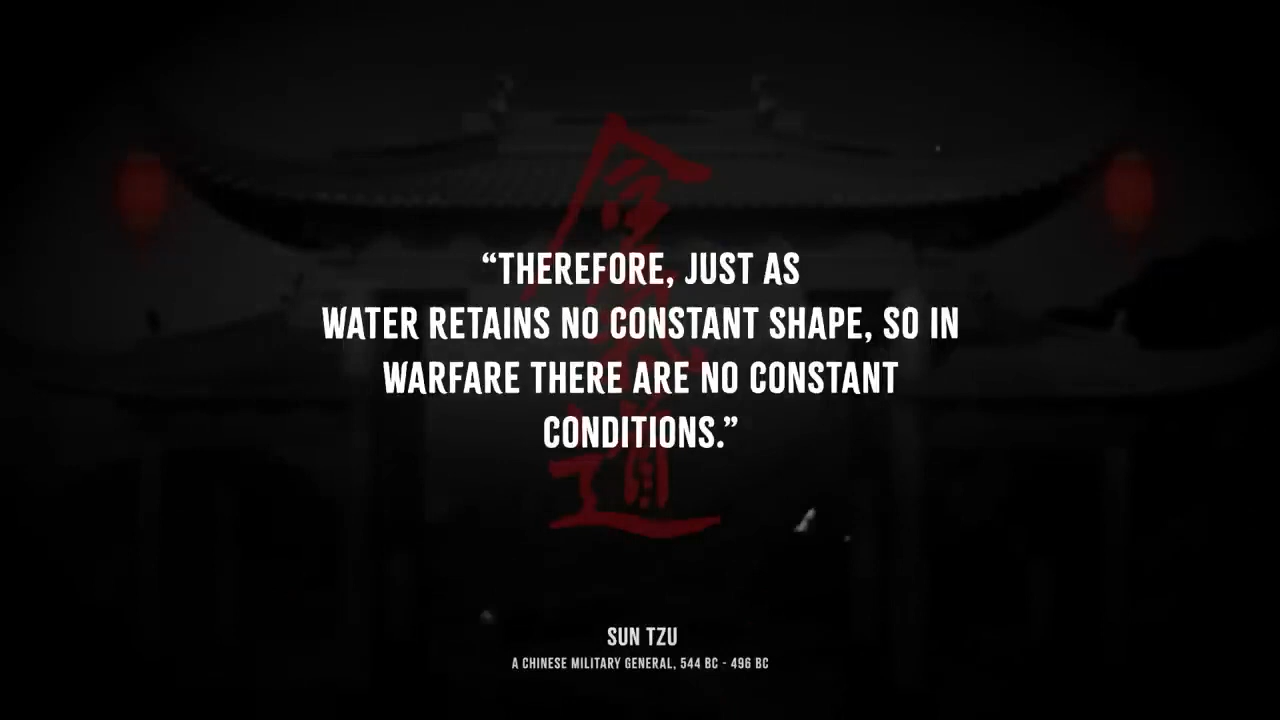 “THEREFORE, JUST AS
WATER RETAINS NO CONSTANT SHAPE, SO IN
WARFARE THERE ARE NO CONSTANT
CONDITIONS.”
道
SUN TZU
A CHINESE MILITARY GENERAL, 544 BC - 496 BC